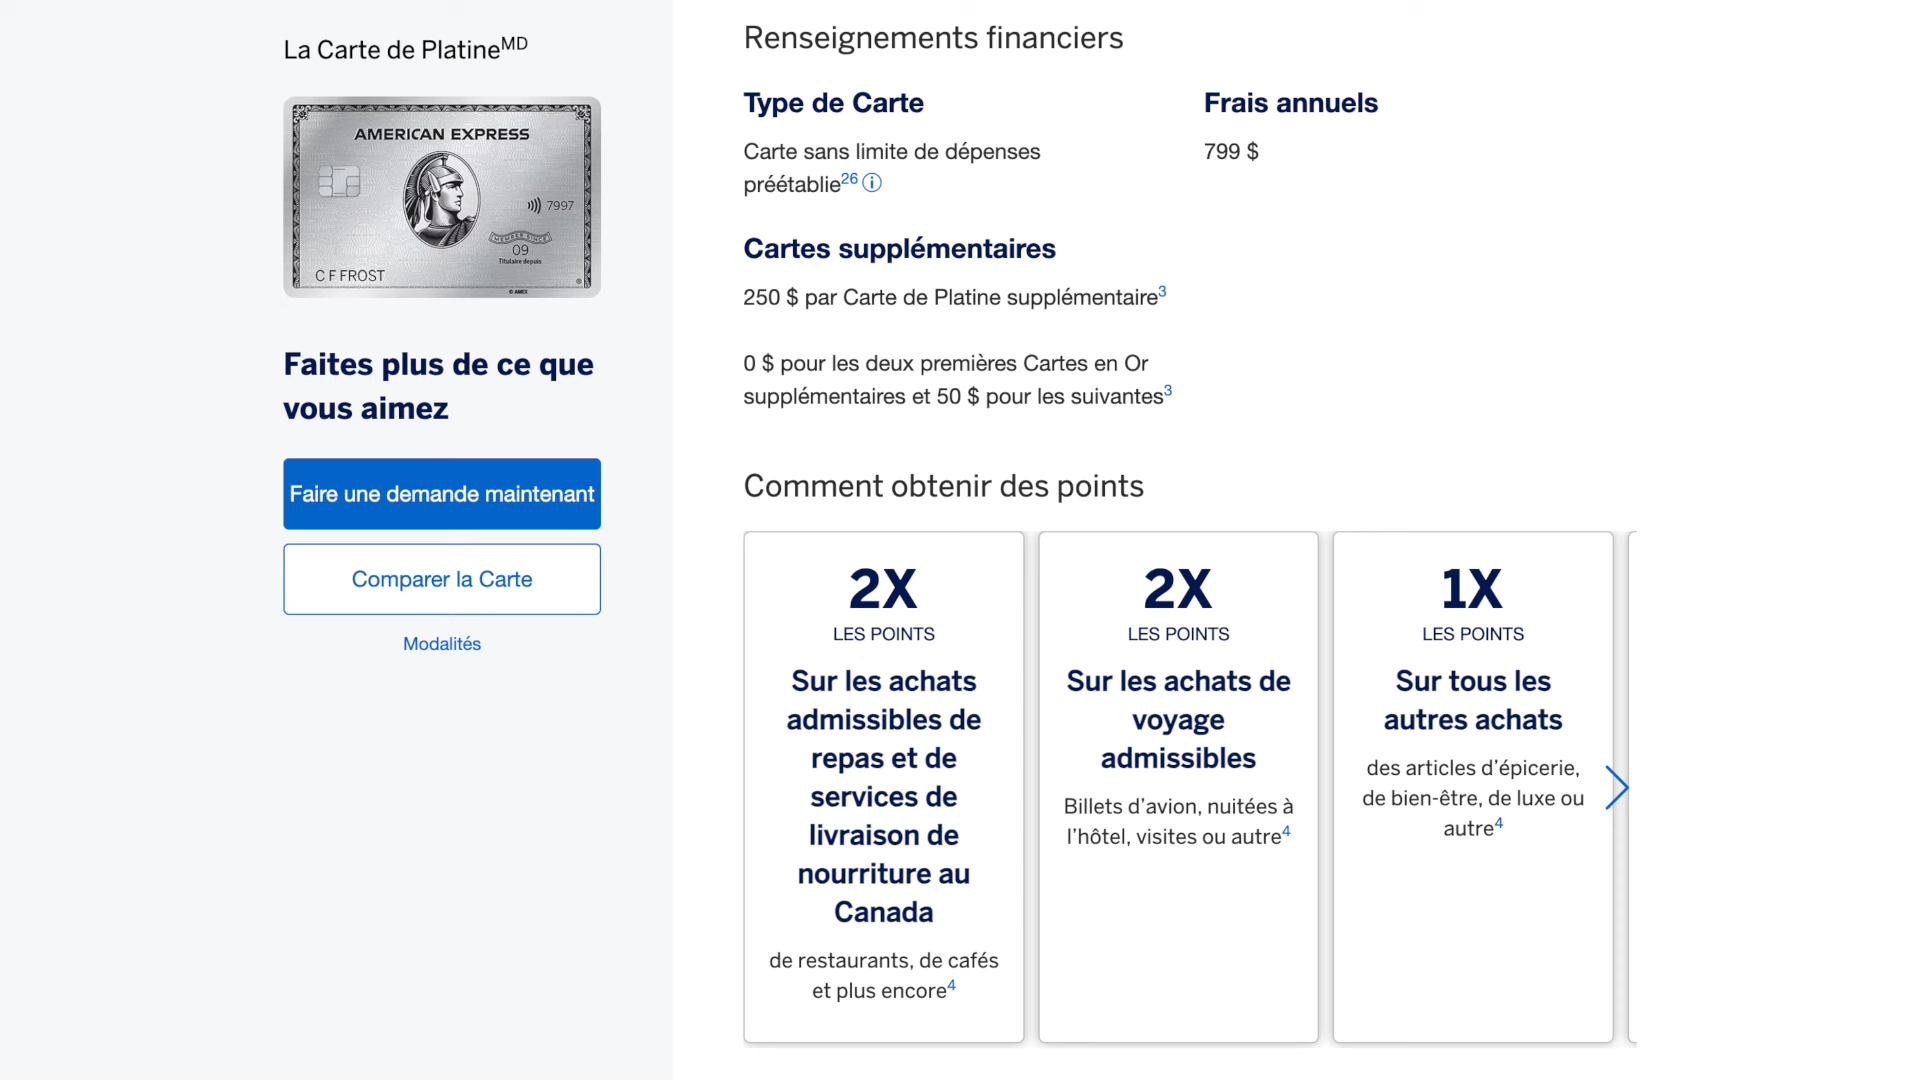 La Carte de PlatineMD
AMERICAN EXPRESS
7997
MEMBER SINCE
09
Titulaire depuis
C F FROST
® 
© AMEX
Faites plus de ce que
vous aimez
Faire une demande maintenant
Comparer la Carte
Modalités
Renseignements financiers
Type de Carte
Carte sans limite de dépenses
préétablie26
Frais annuels
799 $
Cartes supplémentaires
250 $ par Carte de Platine supplémentaire3
0 $ pour les deux premières Cartes en Or
supplémentaires et 50 $ pour les suivantes3
Comment obtenir des points
2X
LES POINTS
Sur les achats
admissibles de
repas et de
services de
livraison de
nourriture au
Canada
de restaurants, de cafés
et plus encore4
2X
LES POINTS
Sur les achats de
voyage
admissibles
Billets d’avion, nuitées à
l’hôtel, visites ou autre4
1X
LES POINTS
Sur tous les
autres achats
des articles d’épicerie,
de bien-être, de luxe ou
autre4